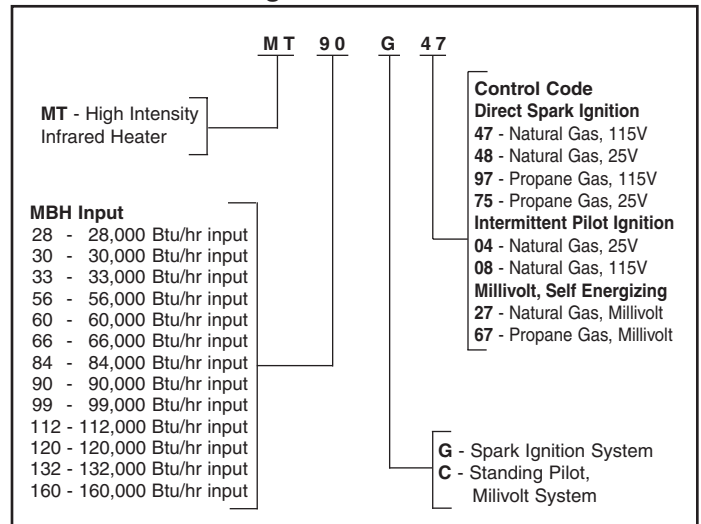 MT 90 G 47
MT - High Intensity
Infrared Heater
MBH Input
28 - 28,000 Btu/hr input
30 - 30,000 Btu/hr input
33 - 33,000 Btu/hr input
56 - 56,000 Btu/hr input
60 - 60,000 Btu/hr input
66 - 66,000 Btu/hr input
84 - 84,000 Btu/hr input
90 - 90,000 Btu/hr input
99 - 99,000 Btu/hr input
112 - 112,000 Btu/hr input
120 - 120,000 Btu/hr input
132 - 132,000 Btu/hr input
160 - 160,000 Btu/hr input
Control Code
Direct Spark Ignition
47 - Natural Gas, 115V
48 - Natural Gas, 25V
97 - Propane Gas, 115V
75 - Propane Gas, 25V
Intermittent Pilot Ignition
04 - Natural Gas, 25V
08 - Natural Gas, 115V
Millivolt, Self Energizing
27 - Natural Gas, Millivolt
67 - Propane Gas, Millivolt
G - Spark Ignition System
C - Standing Pilot,
Milivolt System